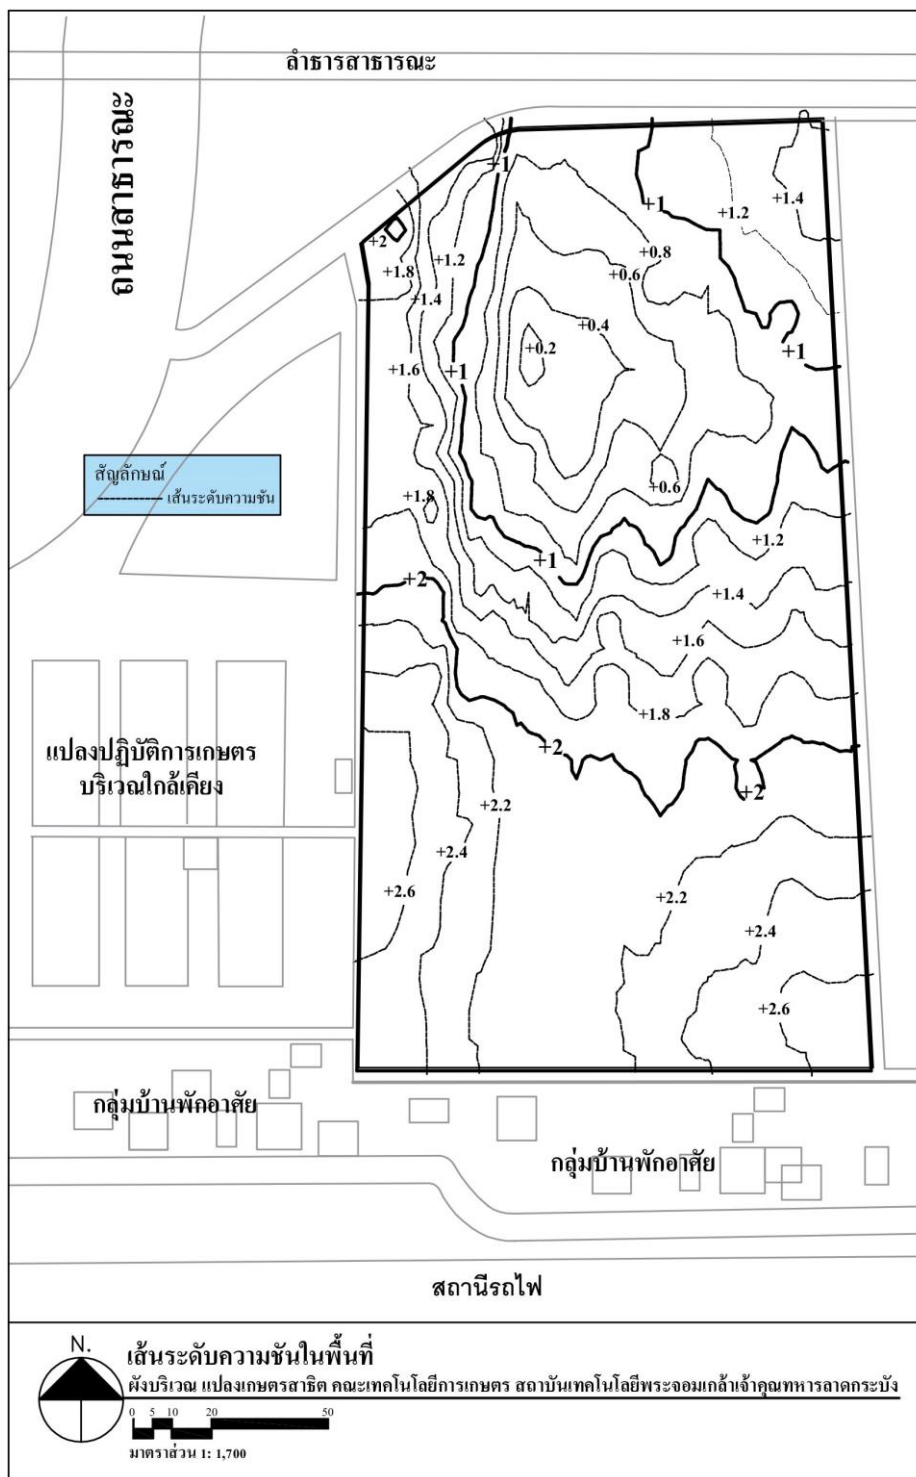 ลำธารสาธารณะ
ถนนสาธารณะ
+1
+1
+1.4
+1.2
+2
+0.8
+1.2
+1.8
+0.6
+1.4
+0.4
+0.2
+1
+1.6
+1
สัญลักษณ์
เส้นระดับความชัน
+0.6
+1.8
+1.2
+1
+2
+1.4
+1.6
+1.8
+2
แปลงปฏิบัติการเกษตร
บริเวณใกล้เคียง
+2
+2.2
+2.4
+2.6
+2.2
+2.4
+2.6
กลุ่มบ้านพักอาศัย
กลุ่มบ้านพักอาศัย
สถานีรถไฟ
N.
เส้นระดับความชันในพื้นที่
ผังบริเวณ แปลงเกษตรสาธิต คณะเทคโนโลยีการเกษตร สถาบันเทคโนโลยีพระจอมเกล้าเจ้าคุณทหารลาดกระบัง
0 5 10 20 50
มาตราส่วน 1: 1,700